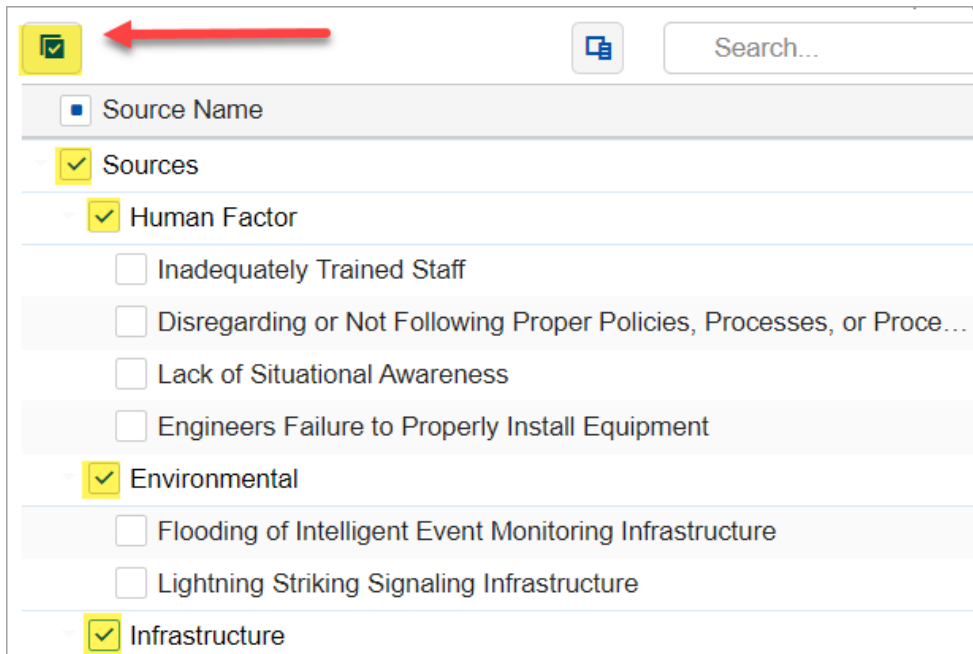 Search...
Source Name
Sources
Human Factor
Inadequately Trained Staff
Disregarding or Not Following Proper Policies, Processes, or Proce...
Lack of Situational Awareness
Engineers Failure to Properly Install Equipment
Environmental
Flooding of Intelligent Event Monitoring Infrastructure
Lightning Striking Signaling Infrastructure
Infrastructure